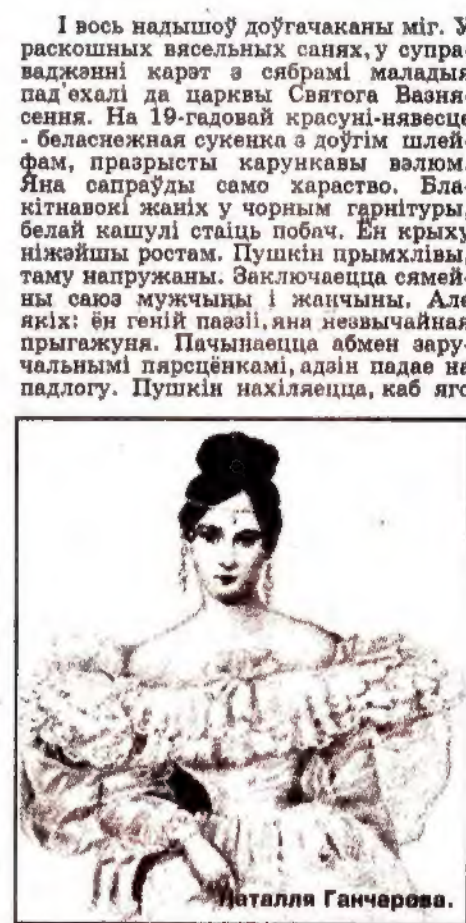 І вось надышоў доўгачаканы міг. У
раскошных вясельных санях, у супра-
ваджэнні карэт з сябрамі маладыя
пад'ехалі да царквы Святога Вазня-
сення. На 19-гадовай красуні-нявесце
- беласнежная сукенка з доўгім шлей-
фам, празрысты карункавы вэлюм.
Яна сапраўды само хараство. Бла-
кітнавокі жаніх у чорным гарнітуры,
белай кашулі стаіць побач. Ён крыху
ніжэйшы ростам. Пушкін прымхлівы,
таму напружаны. Заключаецца сямей-
ны саюз мужчыны і жанчыны. Але
якіх: ён геній паэзіі, яна незвычайная
прыгажуня. Пачынаецца абмен зару-
чальнымі пярсцёнкамі, адзін падае на
падлогу. Пушкін нахіляецца, каб яго
Наталля Ганчарова.